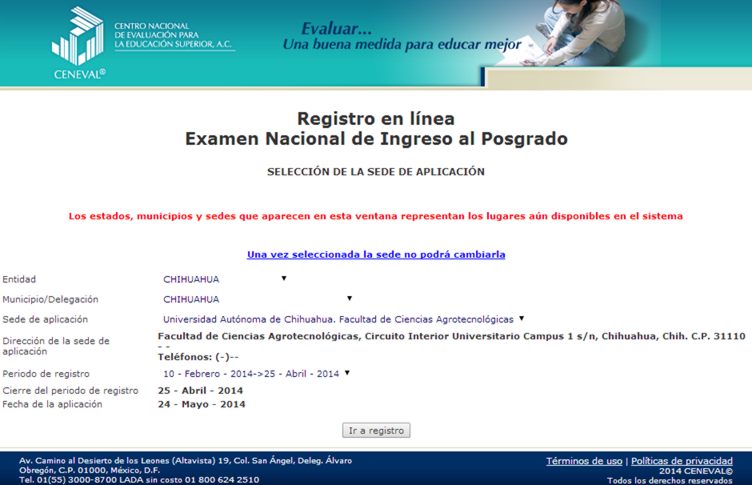 CENTRO NACIONAL
DE EVALUACIÓN PARA
LA EDUCACIÓN SUPERIOR, A.C.
CENEVAL®
Evaluar...
Una buena medida para educar mejor
Registro en línea
Examen Nacional de Ingreso al Posgrado
SELECCIÓN DE LA SEDE DE APLICACIÓN
Los estados, municipios y sedes que aparecen en esta ventana representan los lugares aún disponibles en el sistema
Una vez seleccionada la sede no podrá cambiarla
Entidad CHIHUAHUA
Municipio/Delegación CHIHUAHUA
Sede de aplicación Universidad Autónoma de Chihuahua. Facultad de Ciencias Agrotecnológicas
Dirección de la sede de aplicación Facultad de Ciencias Agrotecnológicas, Circuito Interior Universitario Campus 1 s/n, Chihuahua, Chih. C.P. 31110
- -
Teléfonos: (-)--
Periodo de registro 10 - Febrero - 2014->25 - Abril - 2014
Cierre del periodo de registro 25 - Abril - 2014
Fecha de la aplicación 24 - Mayo - 2014
Ir a registro
Av. Camino al Desierto de los Leones (Altavista) 19, Col. San Ángel, Deleg. Álvaro
Obregón, C.P. 01000, México, D.F.
Tel. 01(55) 3000-8700 LADA sin costo 01 800 624 2510
Términos de uso | Políticas de privacidad
2014 CENEVAL©
Todos los derechos reservados